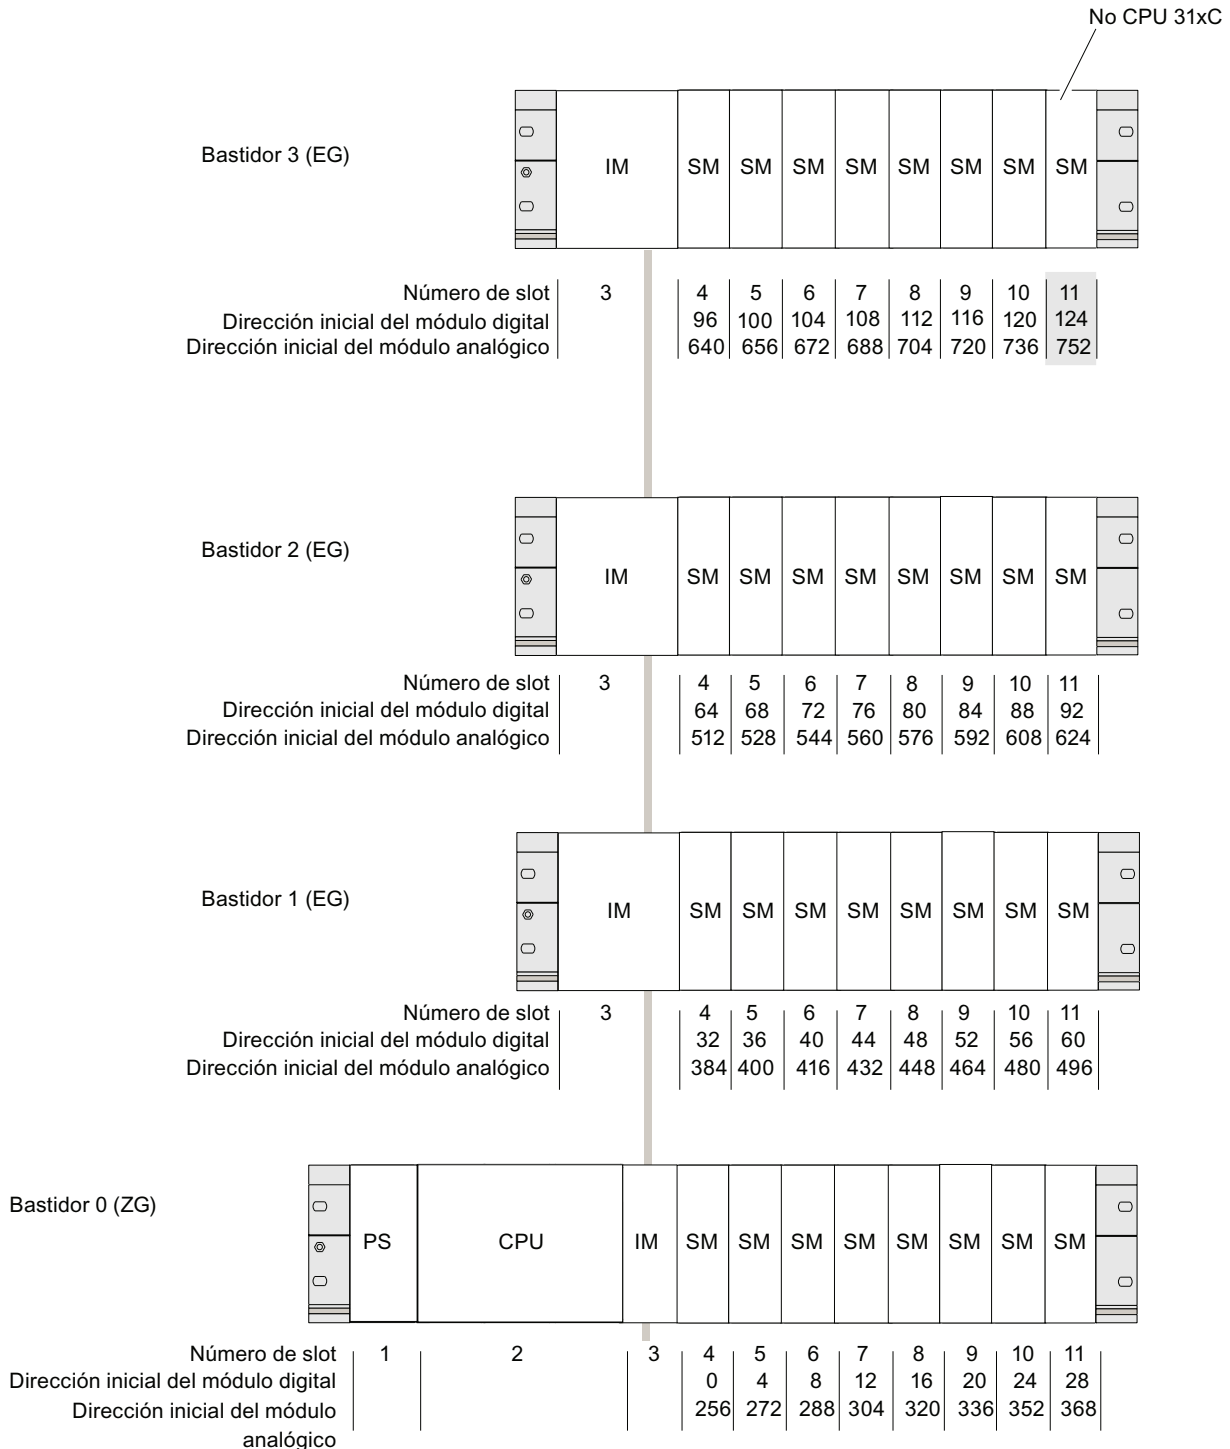 No CPU 31xC
Bastidor 3 (EG)
IM SM SM SM SM SM SM SM SM
Número de slot 3 4 5 6 7 8 9 10 11
Dirección inicial del módulo digital 96 100 104 108 112 116 120 124
Dirección inicial del módulo analógico 640 656 672 688 704 720 736 752
Bastidor 2 (EG)
IM SM SM SM SM SM SM SM SM
Número de slot 3 4 5 6 7 8 9 10 11
Dirección inicial del módulo digital 64 68 72 76 80 84 88 92
Dirección inicial del módulo analógico 512 528 544 560 576 592 608 624
Bastidor 1 (EG)
IM SM SM SM SM SM SM SM SM
Número de slot 3 4 5 6 7 8 9 10 11
Dirección inicial del módulo digital 32 36 40 44 48 52 56 60
Dirección inicial del módulo analógico 384 400 416 432 448 464 480 496
Bastidor 0 (ZG)
PS CPU IM SM SM SM SM SM SM SM SM
Número de slot 1 2 3 4 5 6 7 8 9 10 11
Dirección inicial del módulo digital 0 4 8 12 16 20 24 28
Dirección inicial del módulo 256 272 288 304 320 336 352 368
analógico